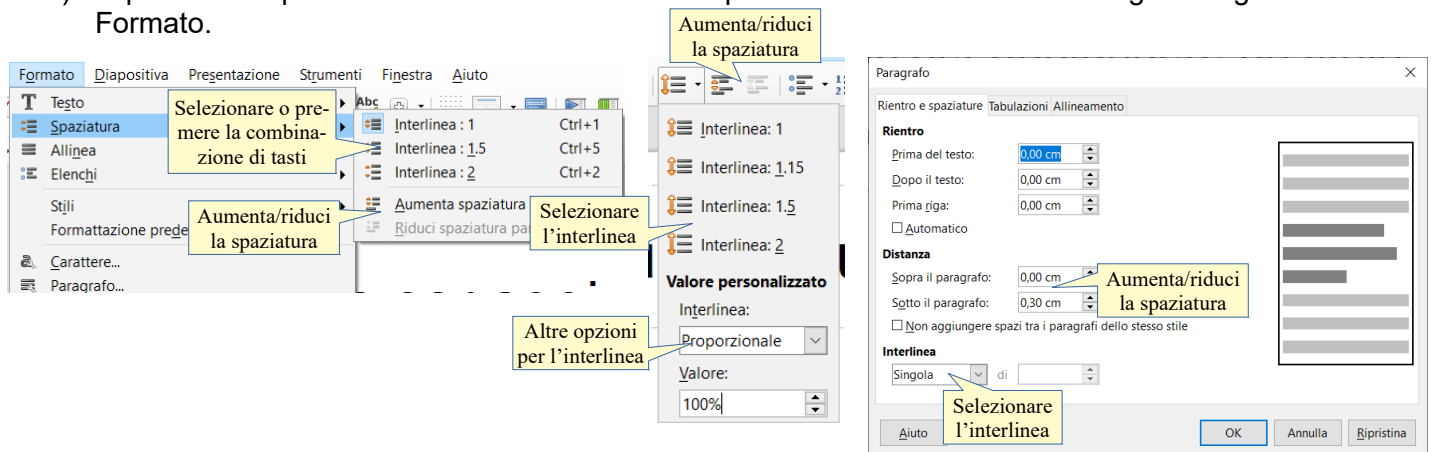 Formato.
Aumenta/riduci
la spaziatura
Formato Diapositiva Presentazione Strumenti Finestra Aiuto
Testo
Spaziatura
Allinea
Elenchi
Stili
Formattazione prede
Carattere...
Paragrafo...
Selezionare o pre-
mere la combina-
zione di tasti
Aumenta/riduci
la spaziatura
Interlinea : 1 Ctrl+1
Interlinea : 1.5 Ctrl+5
Interlinea : 2 Ctrl+2
Aumenta spaziatura
Riduci spaziatura par
Selezionare
l’interlinea
Interlinea: 1
Interlinea: 1.15
Interlinea: 1.5
Interlinea: 2
Valore personalizzato
Interlinea:
Proporzionale
Valore:
100%
Altre opzioni
per l’interlinea
Paragrafo
Rientro e spaziature Tabulazioni Allineamento
Rientro
Prima del testo: 0,00 cm
Dopo il testo: 0,00 cm
Prima riga: 0,00 cm
Automatico
Distanza
Sopra il paragrafo: 0,00 cm
Sotto il paragrafo: 0,30 cm
Aumenta/riduci
la spaziatura
Non aggiungere spazi tra i paragrafi dello stesso stile
Interlinea
Singola di
Selezionare
l’interlinea
Aiuto OK Annulla Ripristina